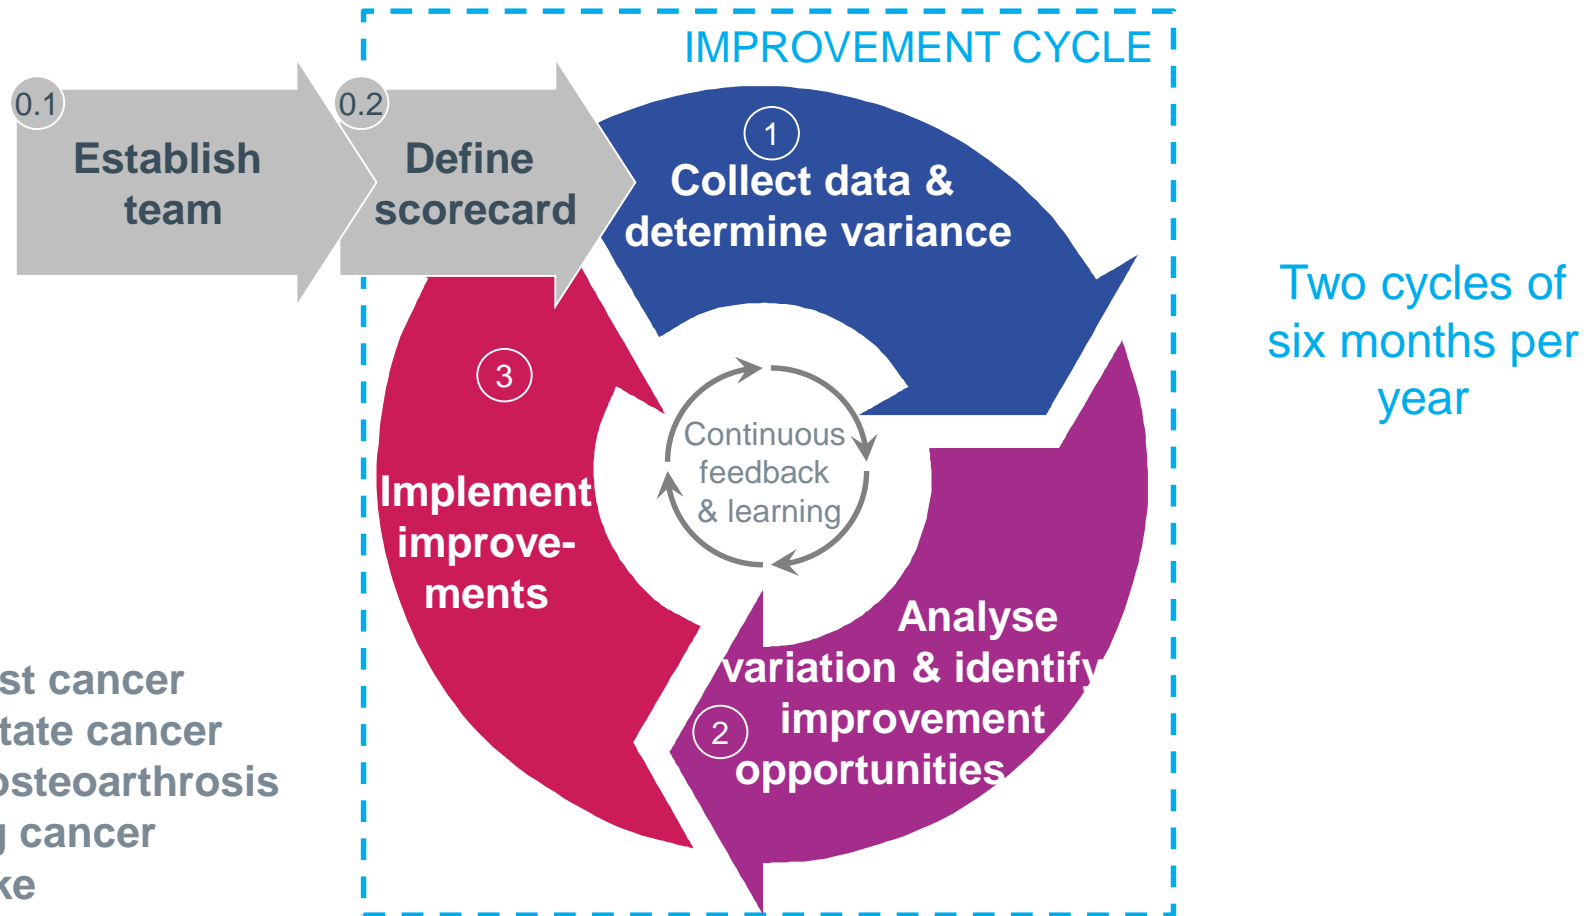 IMPROVEMENT CYCLE
0.1
Establish
team
0.2
Define
scorecard
1
Collect data &
determine variance
Two cycles of
six months per
year
3
Implement
improve-
ments
Continuous
feedback
& learning
Analyse
variation & identify
improvement
opportunities
2
st cancer
tate cancer
osteoarthrosis
g cancer
ke